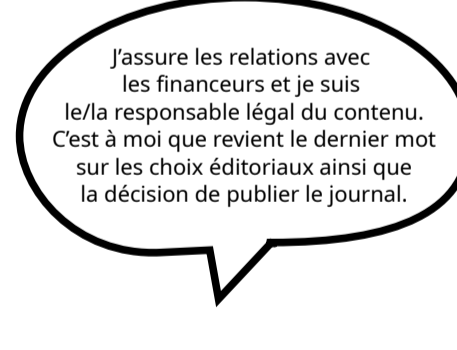 J’assure les relations avec
les financeurs et je suis
le/la responsable légal du contenu.
C’est à moi que revient le dernier mot
sur les choix éditoriaux ainsi que
la décision de publier le journal.